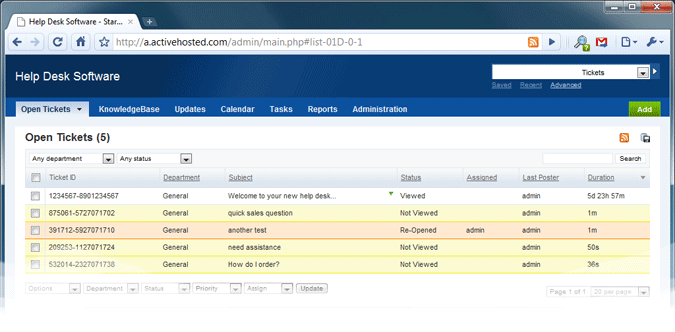 Help Desk Software - Star...
http://a.activehosted.com/admin/main.php#list-01D-0-1
Help Desk Software
Tickets
Saved Recent Advanced
Open Tickets KnowledgeBase Updates Calendar Tasks Reports Administration Add
Open Tickets (5)
Any department Any status Search
Ticket ID Department Subject Status Assigned Last Poster Duration
1234567-8901234567 General Welcome to your new help desk... Viewed admin 5d 23h 57m
875061-5727071702 General quick sales question Not Viewed admin 1m
391712-5927071710 General another test Re-Opened admin admin 1m
209253-1127071724 General need assistance Not Viewed admin 50s
532014-2327071738 General How do I order? Not Viewed admin 36s
Options Department Status Priority Assign Update
Page 1 of 1 20 per page